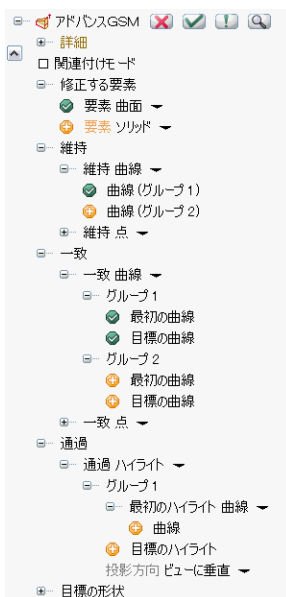 アドバンスGSM
詳細
関連付けモード
修正する要素
要素 曲面
要素 ソリッド
維持
維持 曲線
曲線 (グループ 1)
曲線 (グループ 2)
維持 点
一致
一致 曲線
グループ 1
最初の曲線
目標の曲線
グループ 2
最初の曲線
目標の曲線
一致 点
通過
通過 ハイライト
グループ 1
最初のハイライト 曲線
曲線
目標のハイライト
投影方向 ビューに垂直
目標の形状